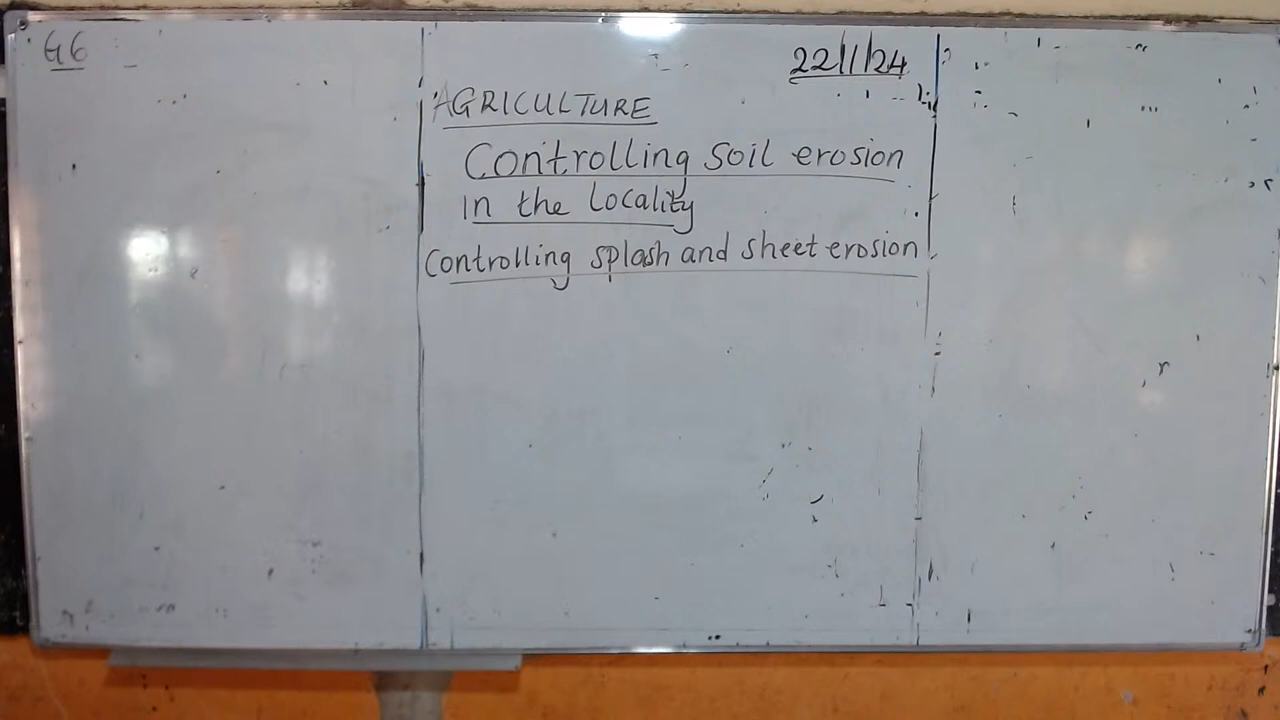 G6
22/1/24
AGRICULTURE
Controlling soil erosion
in the locality
Controlling splash and sheet erosion